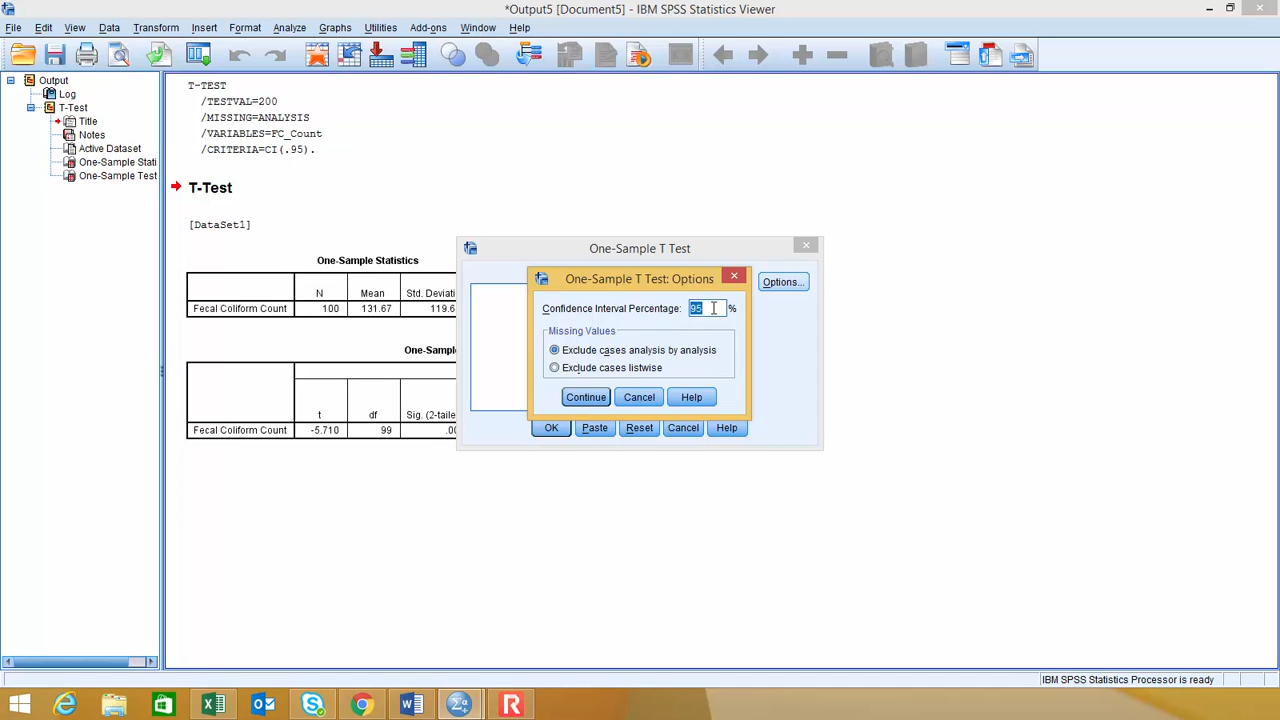 *Output5 [Document5] - IBM SPSS Statistics Viewer
File Edit View Data Transform Insert Format Analyze Graphs Utilities Add-ons Window Help
Output
Log
T-Test
Title
Notes
Active Dataset
One-Sample Stati
One-Sample Test
T-TEST
/TESTVAL=200
/MISSING=ANALYSIS
/VARIABLES=FC_Count
/CRITERIA=CI(.95).
T-Test
[DataSet1]
One-Sample Statistics
N Mean Std. Deviati
Fecal Coliform Count 100 131.67 119.6
One-Sampl
t df Sig. (2-taile
Fecal Coliform Count -5.710 99 .00
One-Sample T Test
Options...
One-Sample T Test: Options
Confidence Interval Percentage: 95 %
Missing Values
Exclude cases analysis by analysis
Exclude cases listwise
Continue Cancel Help
OK Paste Reset Cancel Help
IBM SPSS Statistics Processor is ready